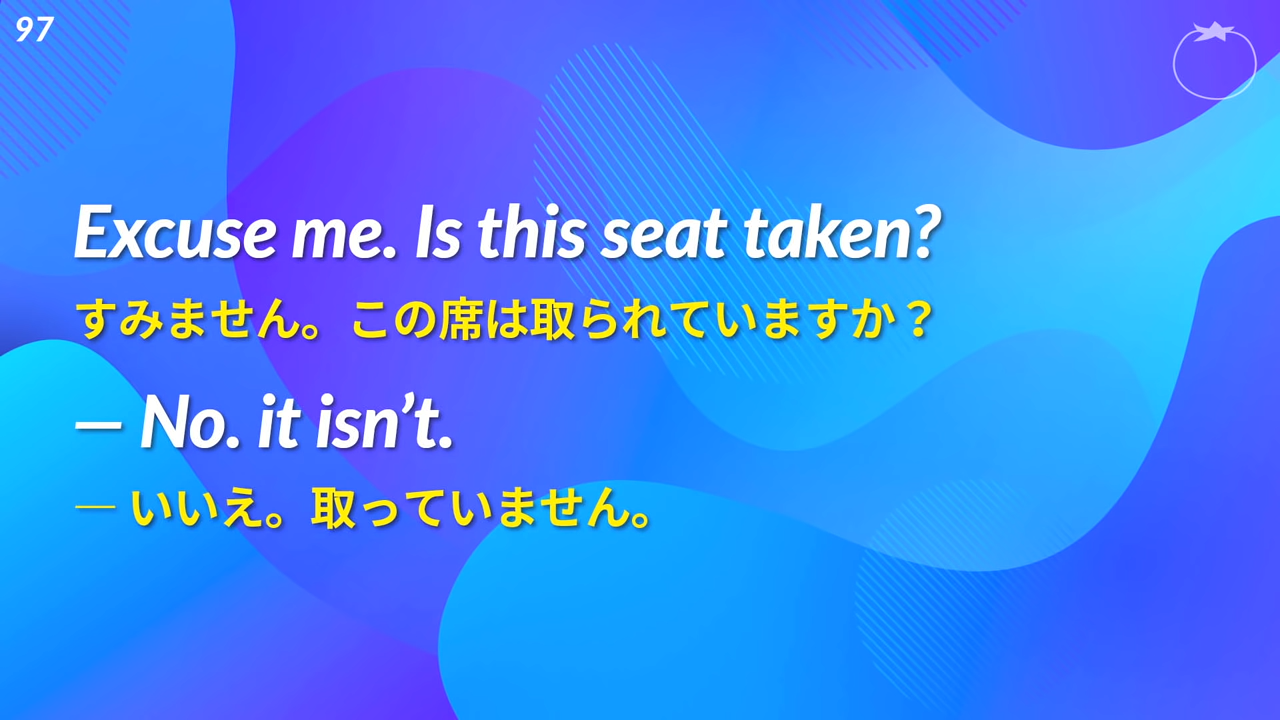 97
Excuse me. Is this seat taken?
すみません。この席は取られていますか？
— No. it isn’t.
— いいえ。取っていません。